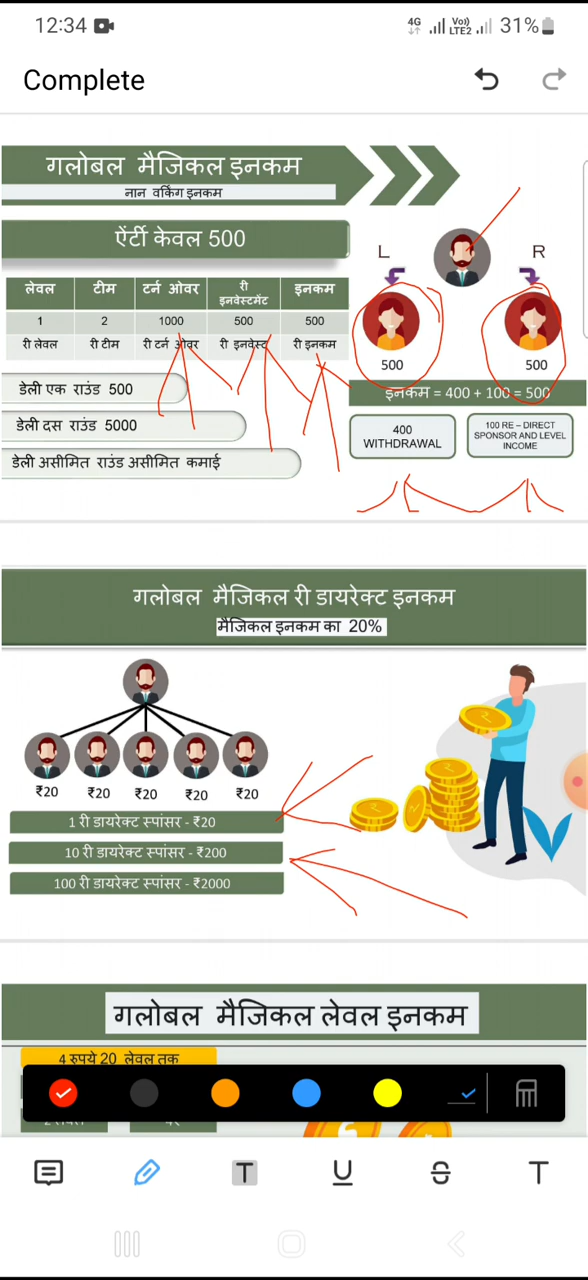 12:34
4G Vo)) LTE2 31%
Complete
गलोबल मैजिकल इनकम
नान वर्किंग इनकम
ऐंर्टी केवल 500
L R
लेवल टीम टर्न ओवर री इनवेस्टमेंट इनकम
1 2 1000 500 500
री लेवल री टीम री टर्न ओवर री इनवेस्ट री इनकम
500 500
डेली एक राउंड 500
डेली दस राउंड 5000
डेली असीमित राउंड असीमित कमाई
इनकम = 400 + 100 = 500
400
WITHDRAWAL
100 RE – DIRECT
SPONSOR AND LEVEL
INCOME
गलोबल मैजिकल री डायरेक्ट इनकम
मैजिकल इनकम का 20%
₹20 ₹20 ₹20 ₹20 ₹20
1 री डायरेक्ट स्पांसर - ₹20
10 री डायरेक्ट स्पांसर - ₹200
100 री डायरेक्ट स्पांसर - ₹2000
गलोबल मैजिकल लेवल इनकम
4 रुपये 20 लेवल तक
T U S T